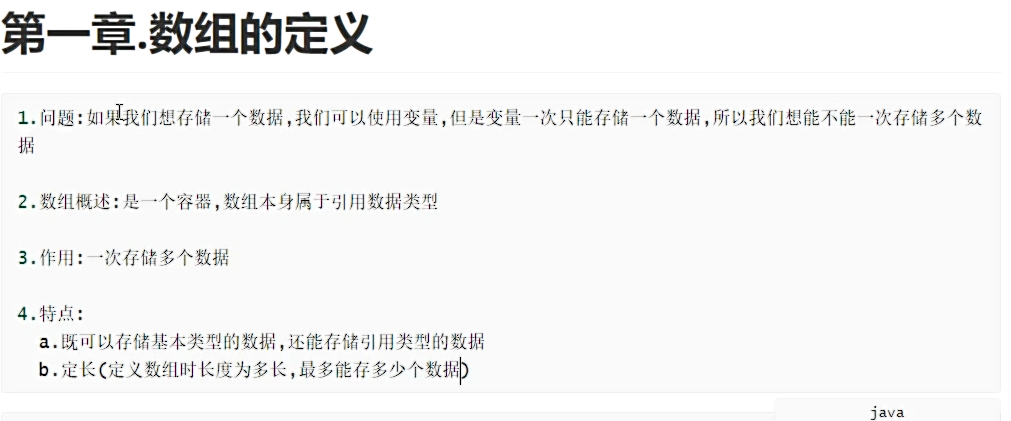 第一章.数组的定义
1.问题:如果我们想存储一个数据,我们可以使用变量,但是变量一次只能存储一个数据,所以我们想能不能一次存储多个数
据
2.数组概述:是一个容器,数组本身属于引用数据类型
3.作用:一次存储多个数据
4.特点:
a.既可以存储基本类型的数据,还能存储引用类型的数据
b.定长(定义数组时长度为多长,最多能存多少个数据)
java